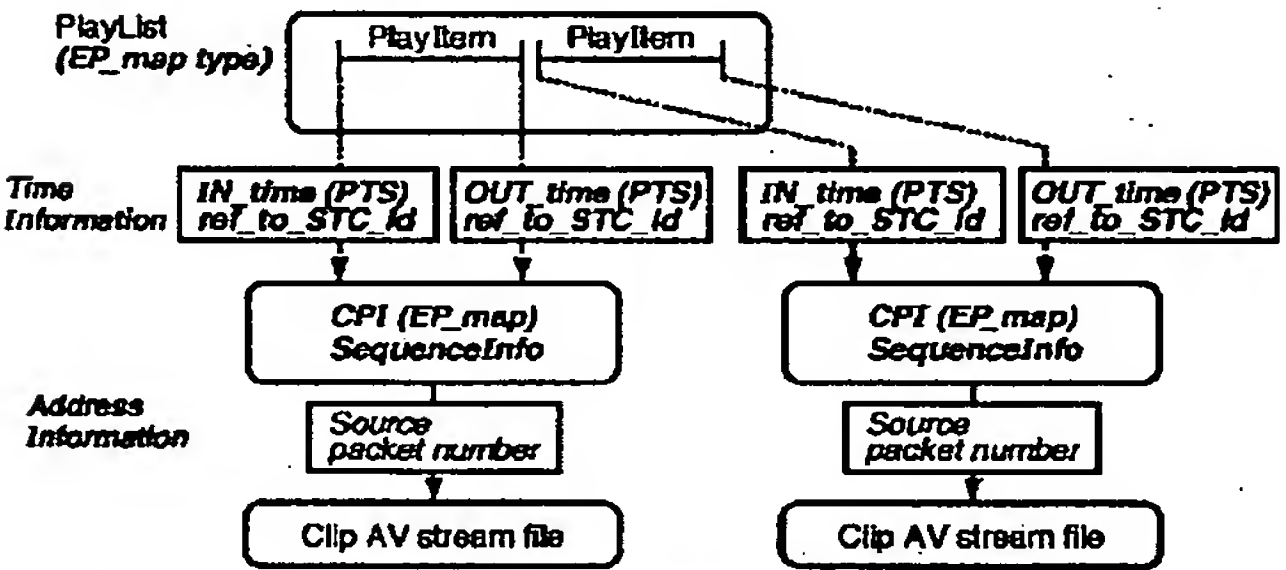 PlayList
(EP_map type)
PlayItem PlayItem
Time
Information
IN_time (PTS)
ref_to_STC_id
OUT_time (PTS)
ref_to_STC_id
IN_time (PTS)
ref_to_STC_id
OUT_time (PTS)
ref_to_STC_id
CPI (EP_map)
SequenceInfo
CPI (EP_map)
SequenceInfo
Address
Information
Source
packet number
Source
packet number
Clip AV stream file
Clip AV stream file